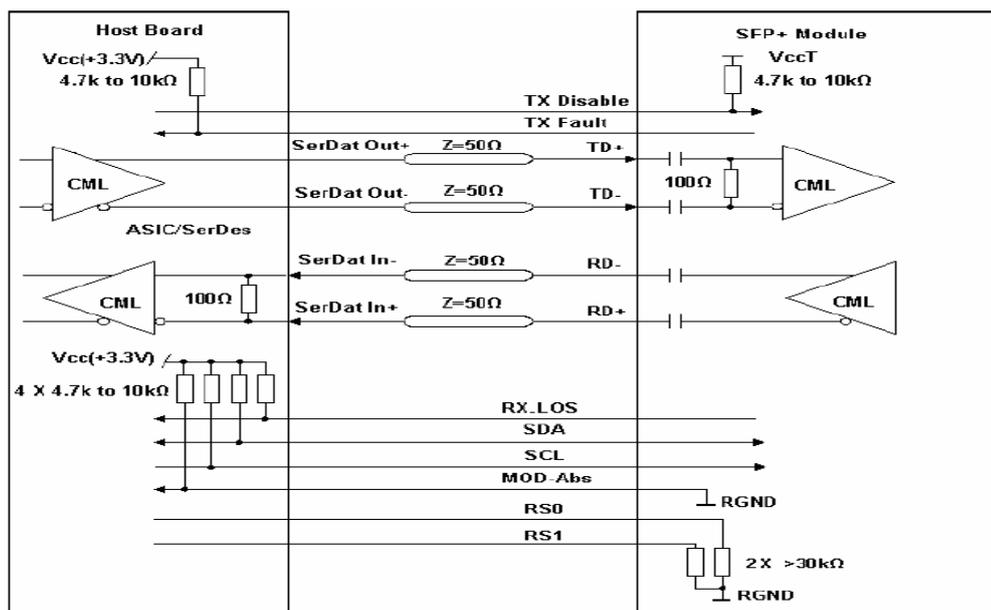 Host Board
SFP+ Module
Vcc(+3.3V)
4.7k to 10kΩ
VccT
4.7k to 10kΩ
TX Disable
TX Fault
SerDat Out+
Z=50Ω
TD+
CML
100Ω
CML
SerDat Out-
Z=50Ω
TD-
ASIC/SerDes
SerDat In-
Z=50Ω
RD-
CML
100Ω
CML
SerDat In+
Z=50Ω
RD+
Vcc(+3.3V)
4 X 4.7k to 10kΩ
RX_LOS
SDA
SCL
MOD-Abs
RGND
RS0
RS1
2X >30kΩ
RGND